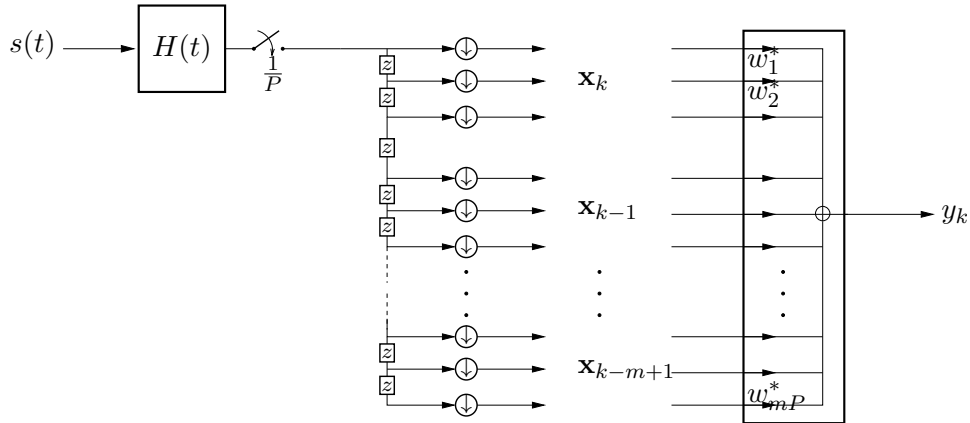 s(t)
H(t)
1/P
z
z
z
z
z
z
z
x_k
x_{k-1}
x_{k-m+1}
w_1^*
w_2^*
w_{mP}^*
y_k